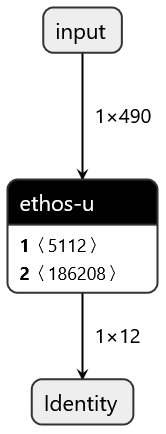 input
1×490
ethos-u
1 〈5112〉
2 〈186208〉
1×12
Identity